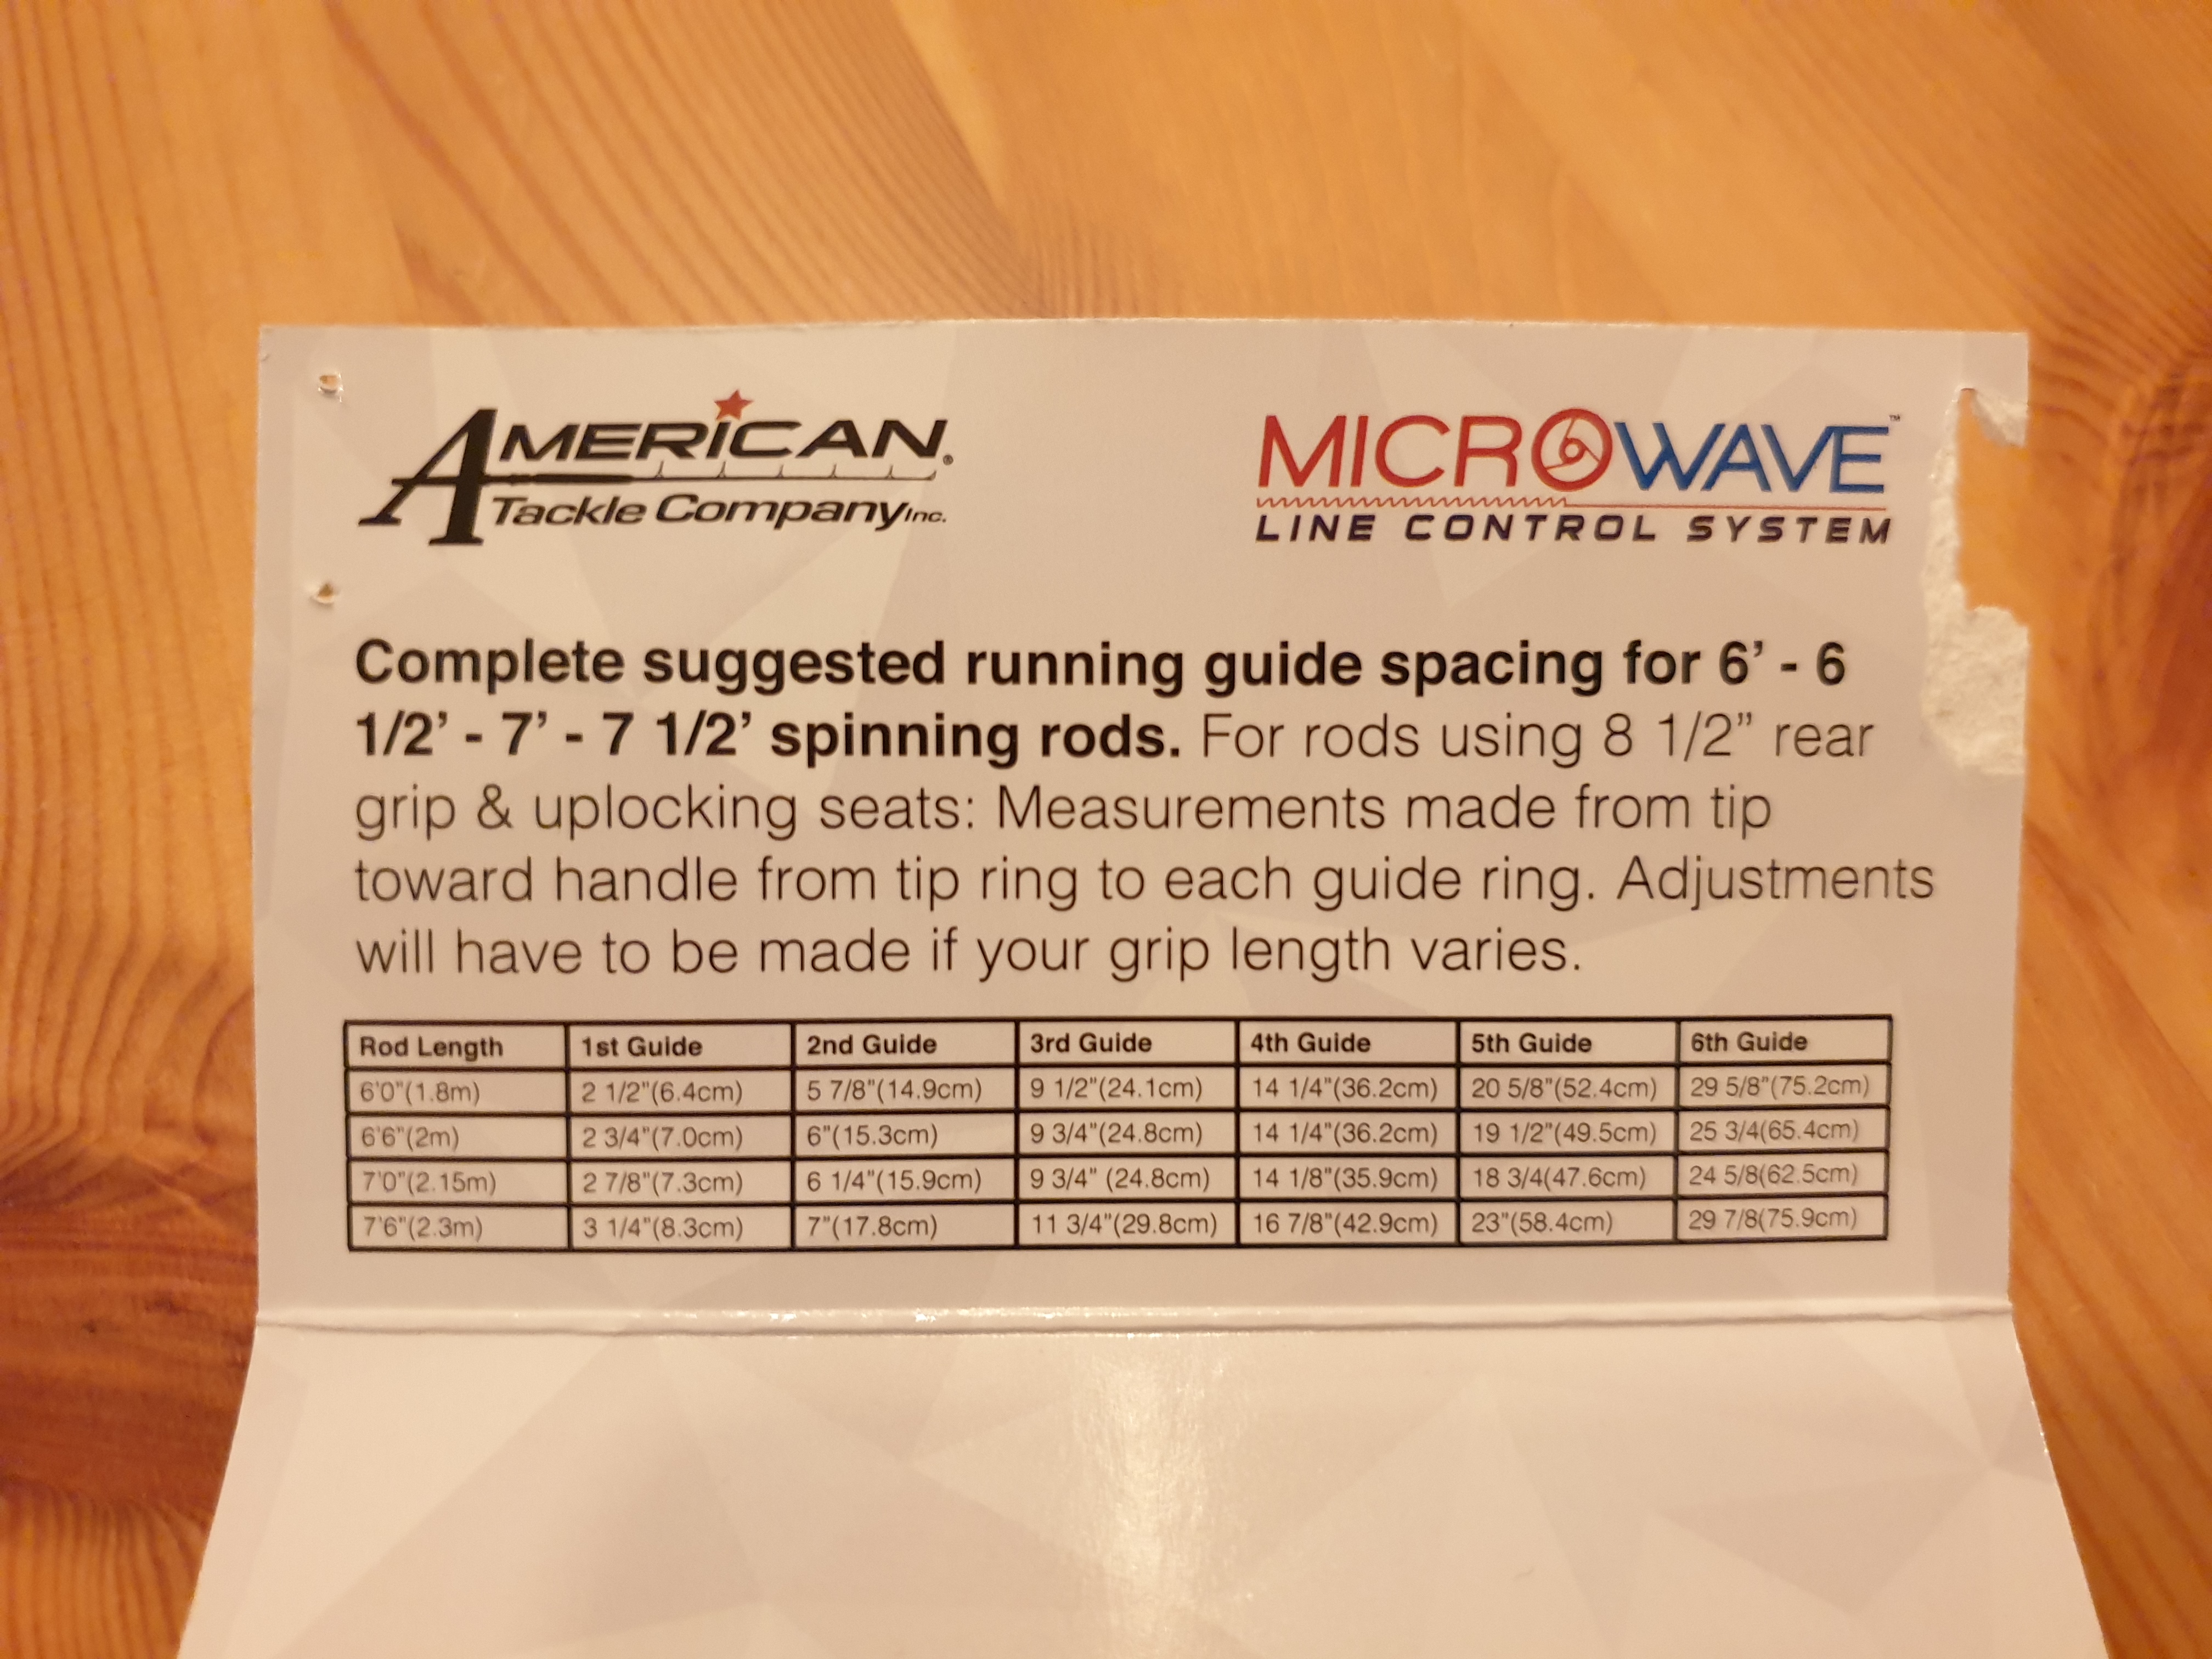 AMERICAN®
Tackle Company Inc.
MICROWAVE™
LINE CONTROL SYSTEM
Complete suggested running guide spacing for 6’ - 6
1/2’ - 7’ - 7 1/2’ spinning rods. For rods using 8 1/2” rear
grip & uplocking seats: Measurements made from tip
toward handle from tip ring to each guide ring. Adjustments
will have to be made if your grip length varies.
Rod Length 1st Guide 2nd Guide 3rd Guide 4th Guide 5th Guide 6th Guide
6'0"(1.8m) 2 1/2"(6.4cm) 5 7/8"(14.9cm) 9 1/2"(24.1cm) 14 1/4"(36.2cm) 20 5/8"(52.4cm) 29 5/8"(75.2cm)
6'6"(2m) 2 3/4"(7.0cm) 6"(15.3cm) 9 3/4"(24.8cm) 14 1/4"(36.2cm) 19 1/2"(49.5cm) 25 3/4(65.4cm)
7'0"(2.15m) 2 7/8"(7.3cm) 6 1/4"(15.9cm) 9 3/4" (24.8cm) 14 1/8"(35.9cm) 18 3/4(47.6cm) 24 5/8(62.5cm)
7'6"(2.3m) 3 1/4"(8.3cm) 7"(17.8cm) 11 3/4"(29.8cm) 16 7/8"(42.9cm) 23"(58.4cm) 29 7/8(75.9cm)